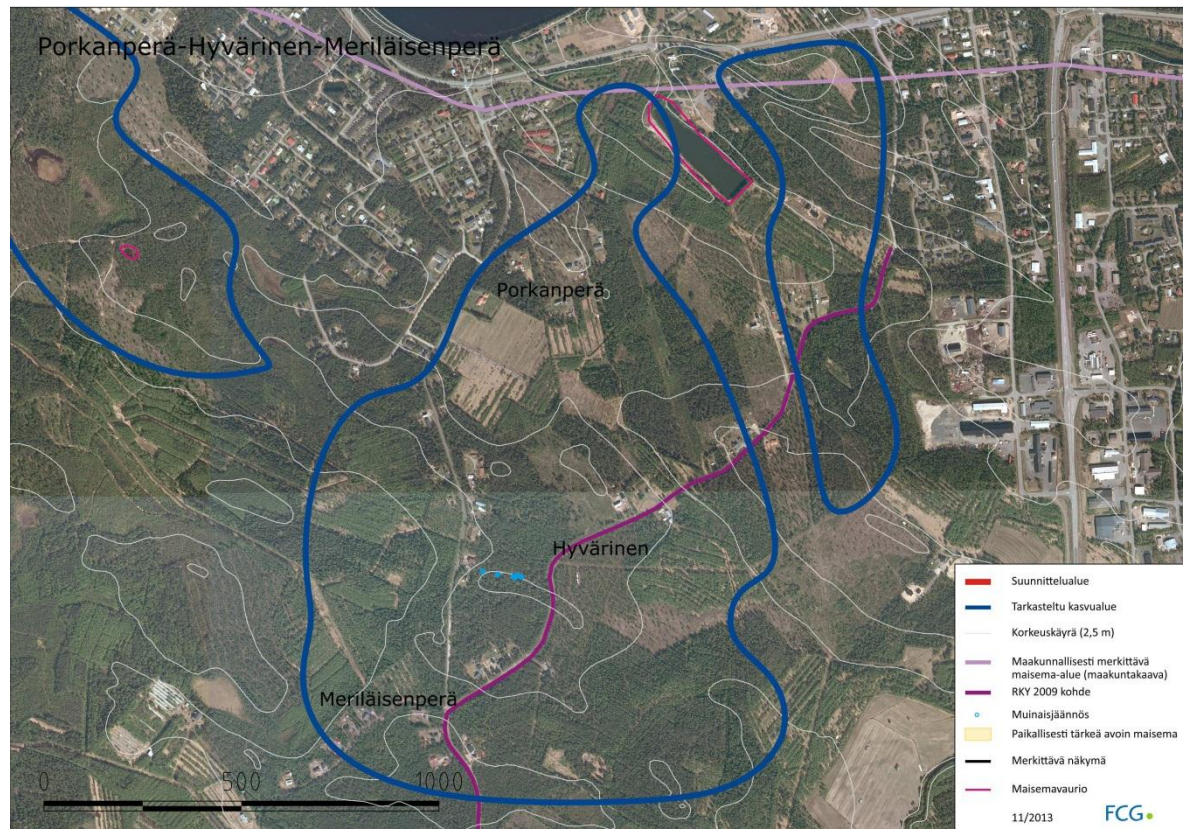 Porkanperä-Hyvärinen-Meriläisenperä
Porkanperä
Hyvärinen
Meriläisenperä
0 500 1000
Suunnittelualue
Tarkasteltu kasvualue
Korkeuskäyrä (2,5 m)
Maakunnallisesti merkittävä
maisema-alue (maakuntakaava)
RKY 2009 kohde
Muinaisjäännös
Paikallisesti tärkeä avoin maisema
Merkittävä näkymä
Maisemavaurio
11/2013 FCG